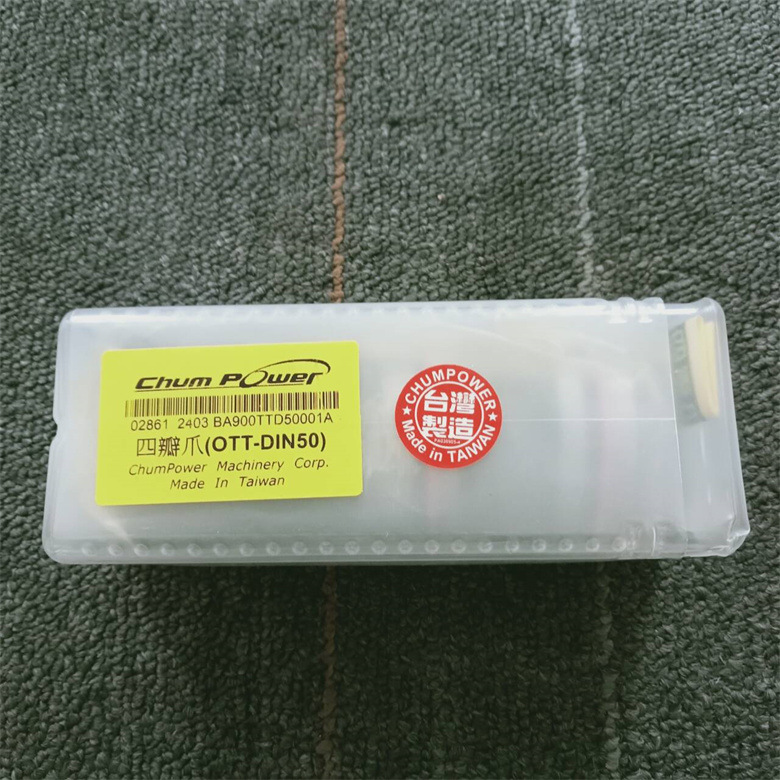 Chum Power
02861 2403 BA900TTD50001A
四瓣爪(OTT-DIN50)
ChumPower Machinery Corp.
Made In Taiwan
★CHUMPOWER★
台灣
製造
Made in TAIWAN